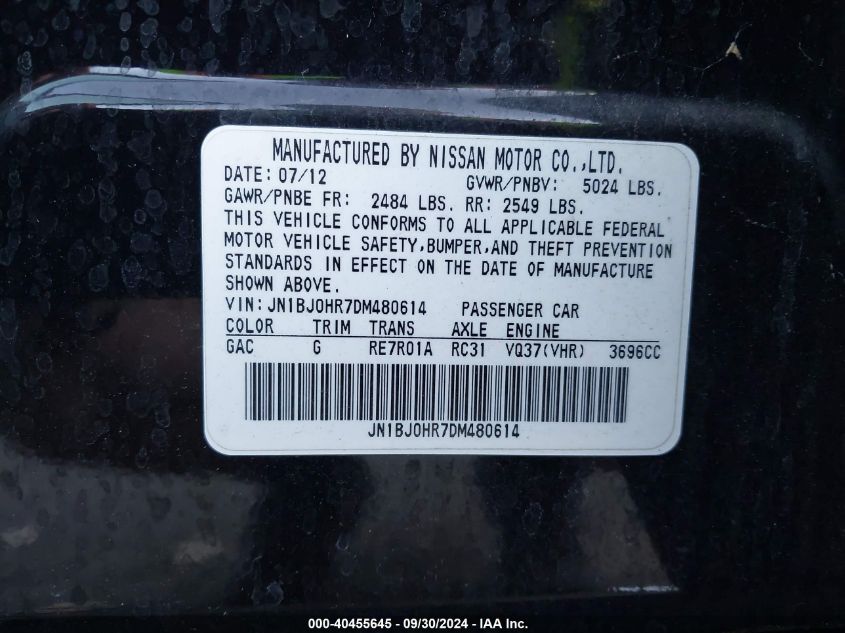 MANUFACTURED BY NISSAN MOTOR CO.,LTD.
DATE: 07/12 GVWR/PNBV: 5024 LBS.
GAWR/PNBE FR: 2484 LBS. RR: 2549 LBS.
THIS VEHICLE CONFORMS TO ALL APPLICABLE FEDERAL
MOTOR VEHICLE SAFETY,BUMPER,AND THEFT PREVENTION
STANDARDS IN EFFECT ON THE DATE OF MANUFACTURE
SHOWN ABOVE.
VIN:JN1BJ0HR7DM480614 PASSENGER CAR
COLOR TRIM TRANS AXLE ENGINE
GAC G RE7R01A RC31 VQ37(VHR) 3696CC
JN1BJ0HR7DM480614
000-40455645 - 09/30/2024 - IAA Inc.